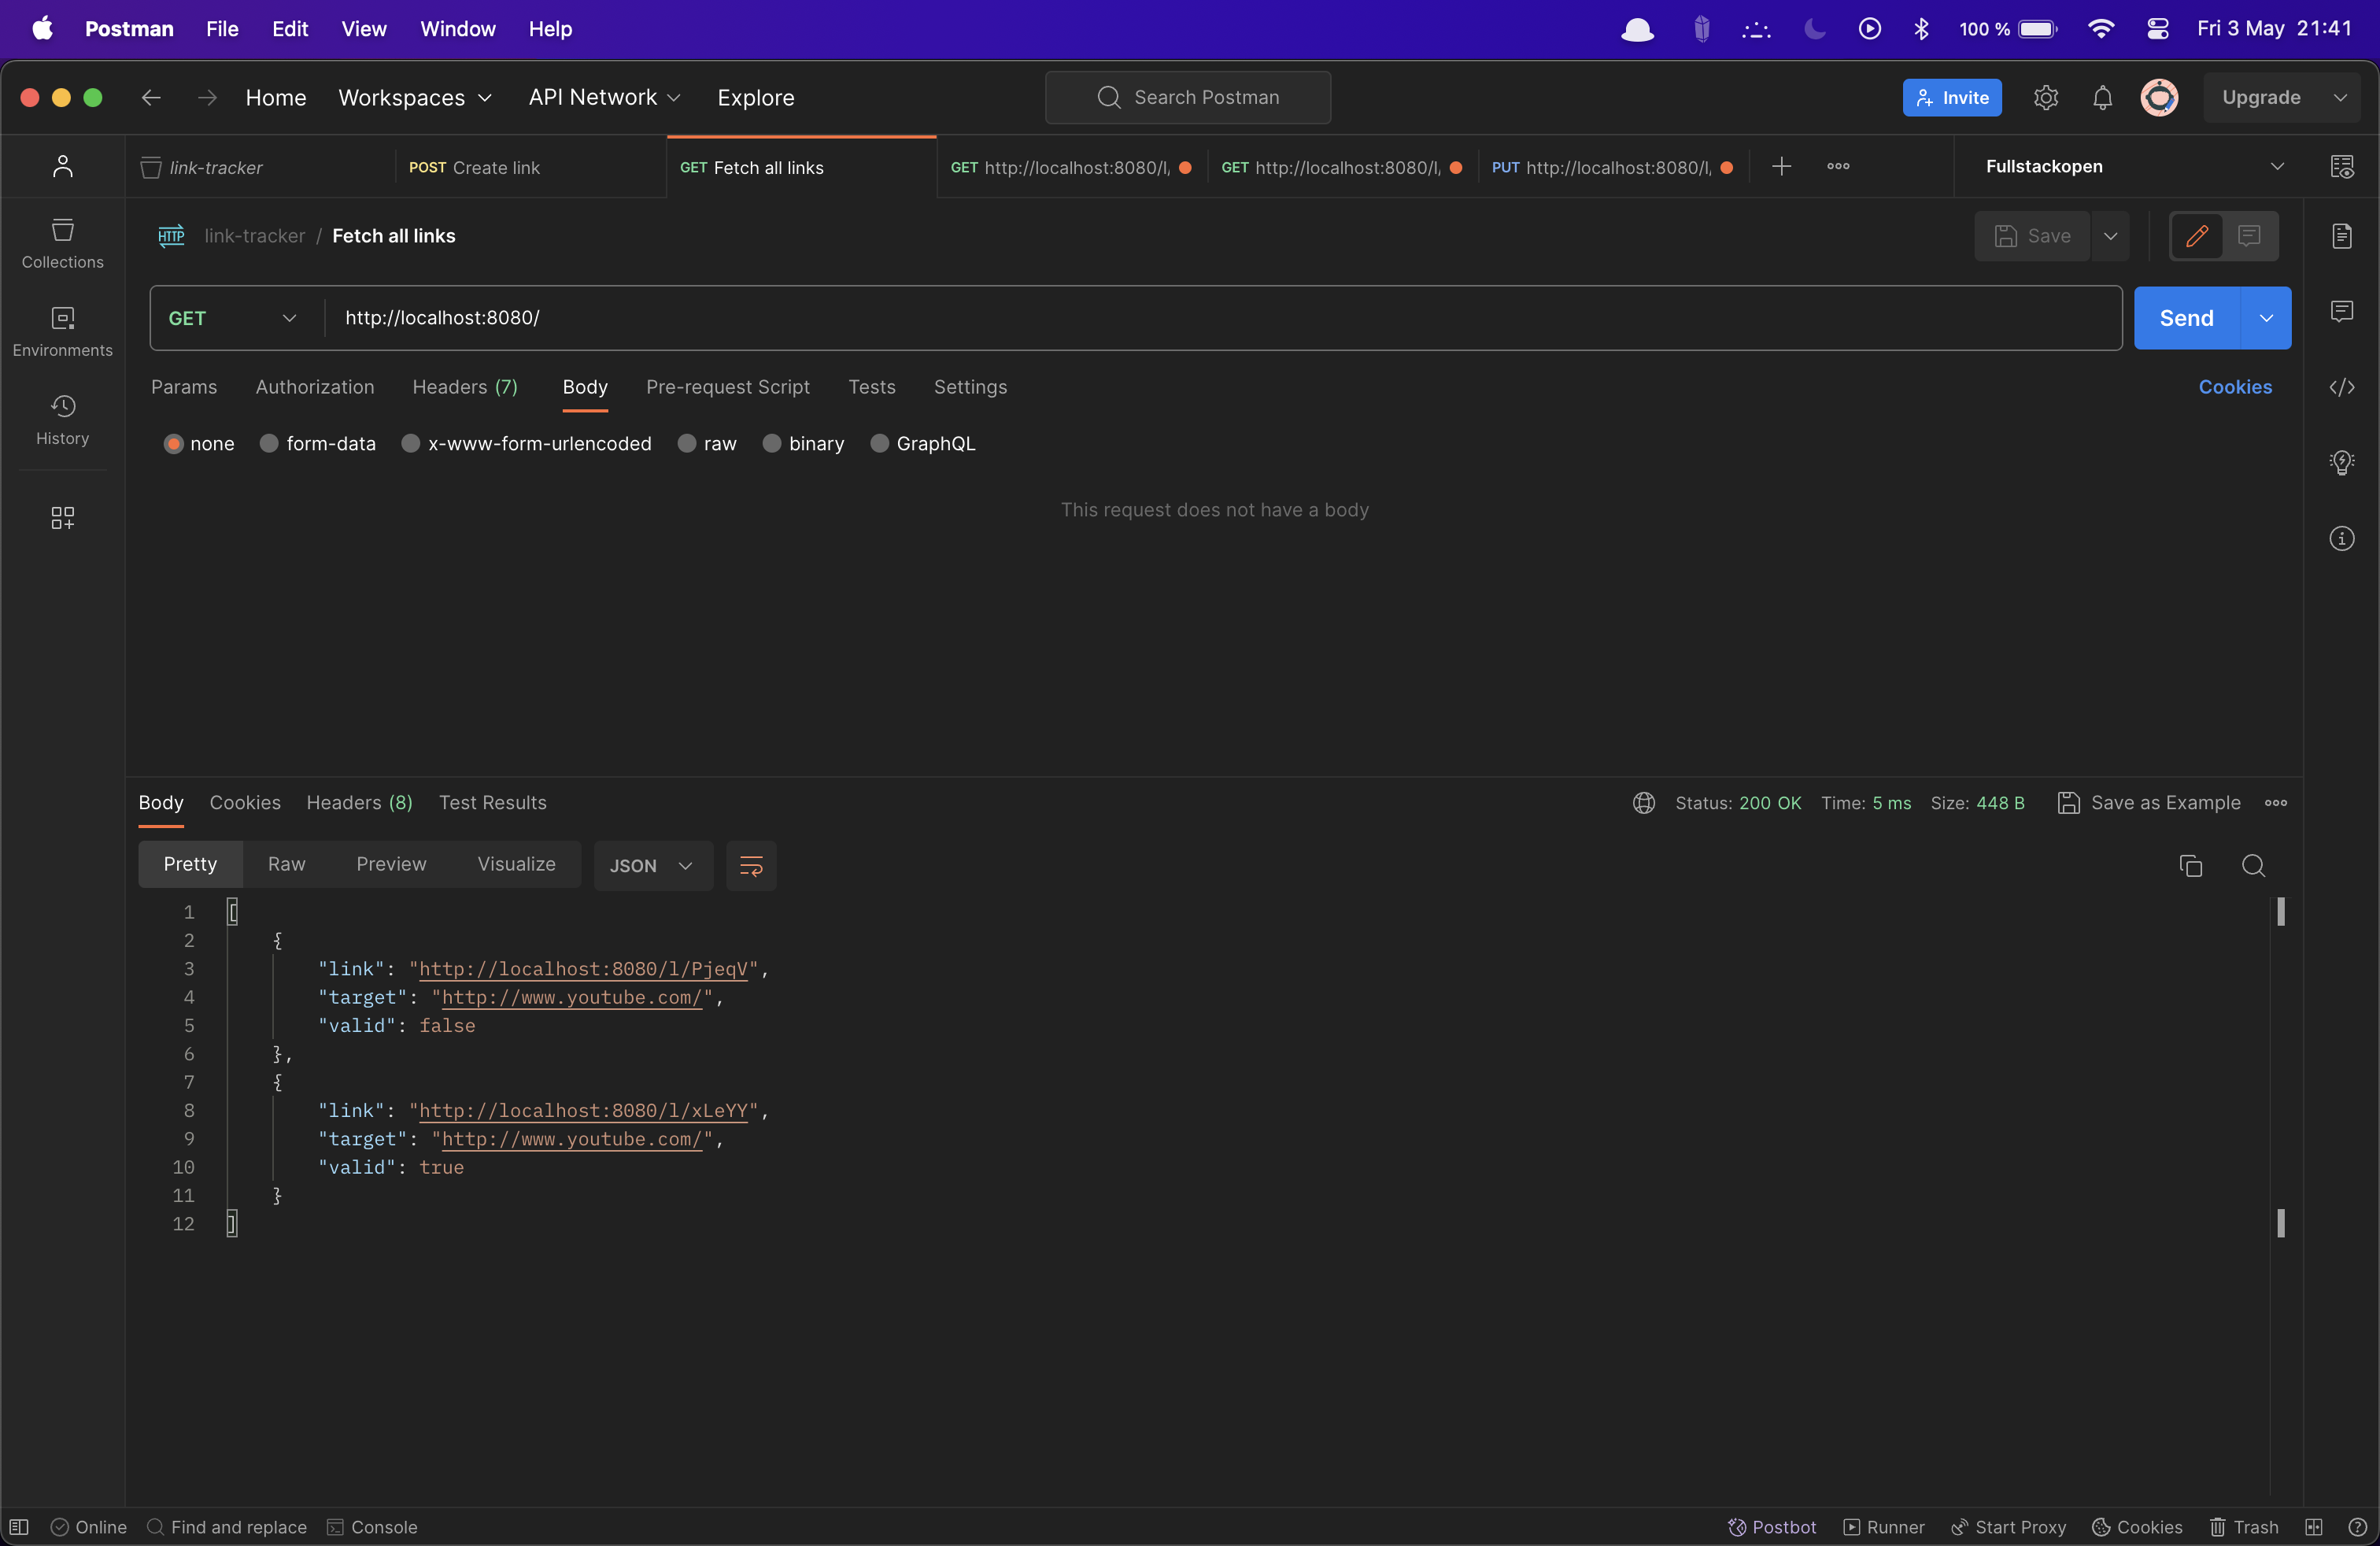 Postman File Edit View Window Help 100 % Fri 3 May 21:41
Home Workspaces API Network Explore Search Postman Invite Upgrade
link-tracker POST Create link GET Fetch all links GET http://localhost:8080/l, GET http://localhost:8080/l, PUT http://localhost:8080/l, Fullstackopen
HTTP link-tracker / Fetch all links Save
Collections
GET http://localhost:8080/ Send
Environments
Params Authorization Headers (7) Body Pre-request Script Tests Settings Cookies
History
none form-data x-www-form-urlencoded raw binary GraphQL
This request does not have a body
Body Cookies Headers (8) Test Results Status: 200 OK Time: 5 ms Size: 448 B Save as Example
Pretty Raw Preview Visualize JSON
1 [
2 {
3 "link": "http://localhost:8080/l/PjeqV",
4 "target": "http://www.youtube.com/",
5 "valid": false
6 },
7 {
8 "link": "http://localhost:8080/l/xLeYY",
9 "target": "http://www.youtube.com/",
10 "valid": true
11 }
12 ]
Online Find and replace Console Postbot Runner Start Proxy Cookies Trash